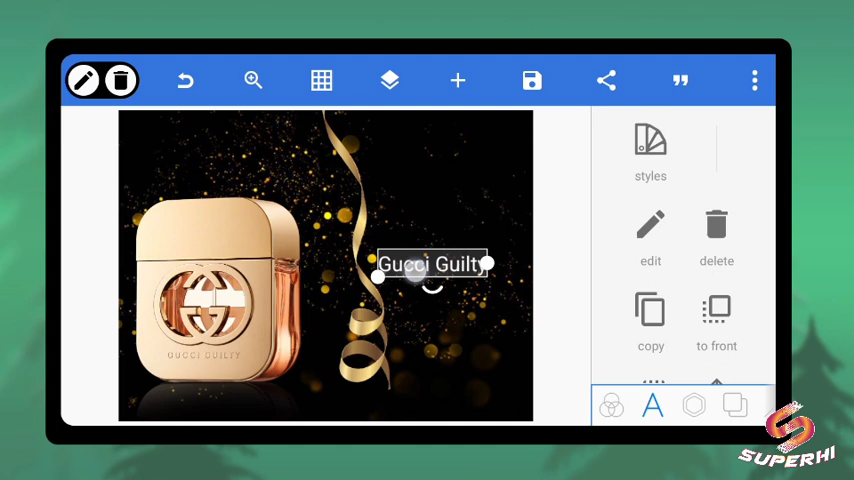 styles
edit
delete
Gucci Guilty
copy
to front
GUCCI GUILTY
A
SUPERHI